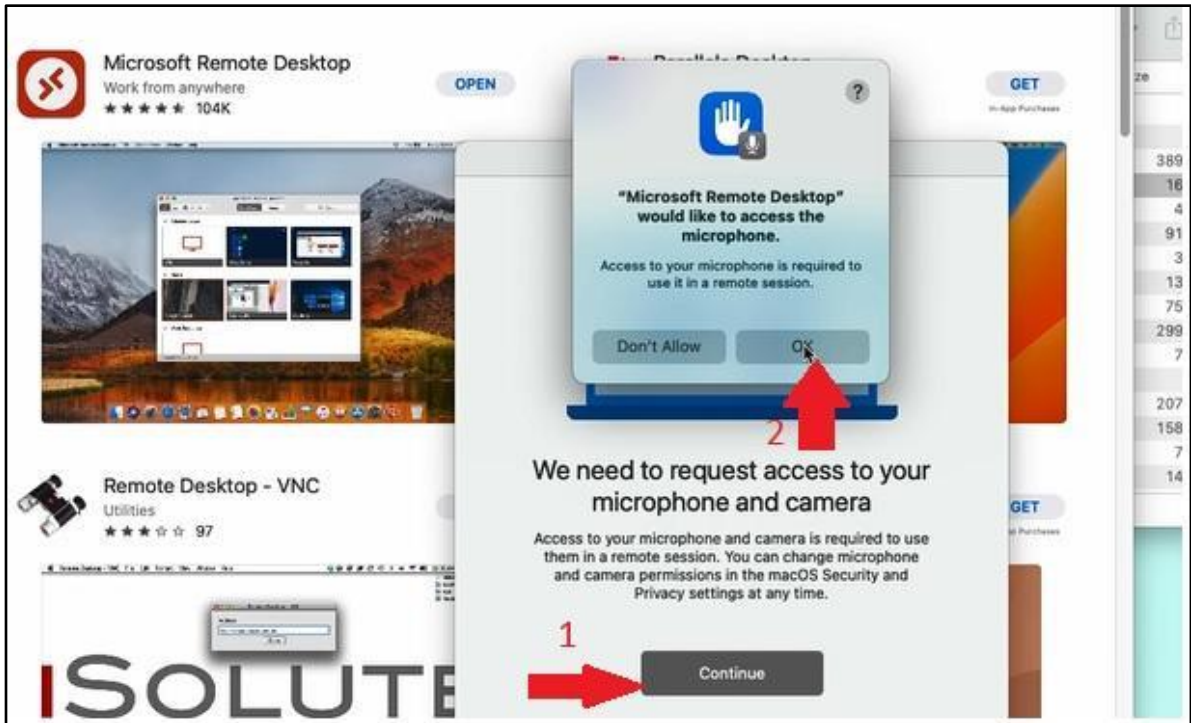 Microsoft Remote Desktop
Work from anywhere
104K
OPEN
Parallels Desktop
GET
In-App Purchases
?
"Microsoft Remote Desktop"
would like to access the
microphone.
Access to your microphone is required to
use it in a remote session.
Don't Allow
OK
2
We need to request access to your
microphone and camera
Access to your microphone and camera is required to use
them in a remote session. You can change microphone
and camera permissions in the macOS Security and
Privacy settings at any time.
1
Continue
Remote Desktop - VNC
Utilities
97
GET
SOLUTE
ze
389
16
4
91
3
13
75
299
7
207
158
7
14